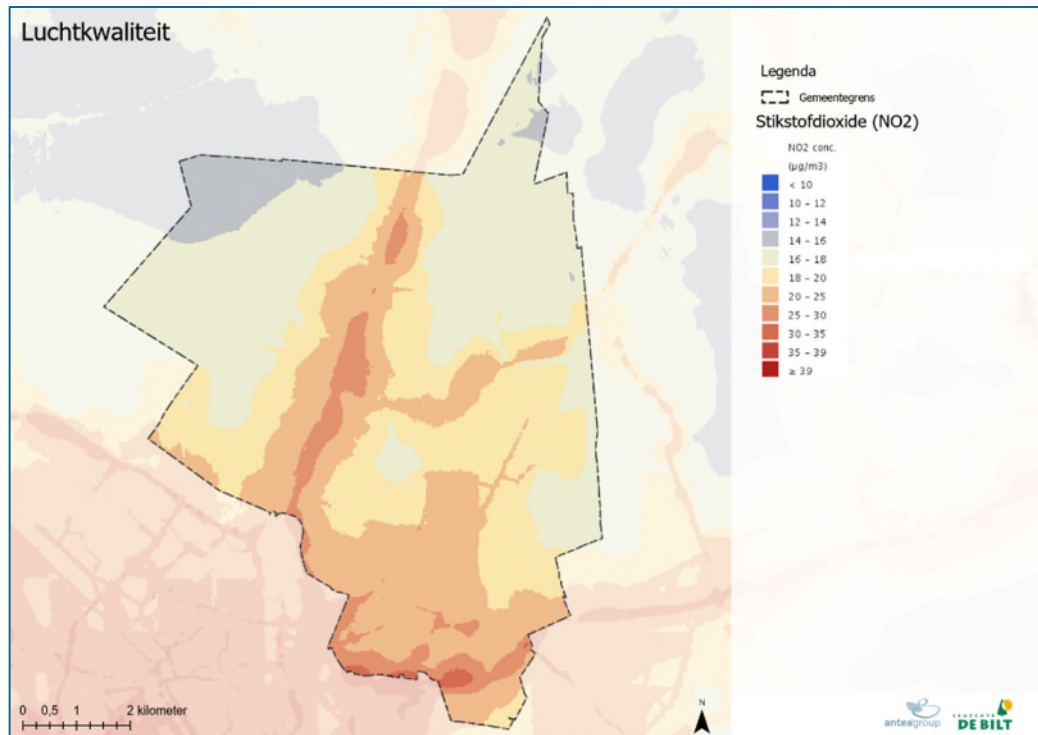 Luchtkwaliteit
Legenda
Gemeentegrens
Stikstofdioxide (NO2)
NO2 conc.
(µg/m3)
< 10
10 – 12
12 – 14
14 – 16
16 – 18
18 – 20
20 – 25
25 – 30
30 – 35
35 – 39
≥ 39
0 0,5 1 2 kilometer
N
anteagroup
GEMEENTE
DE BILT